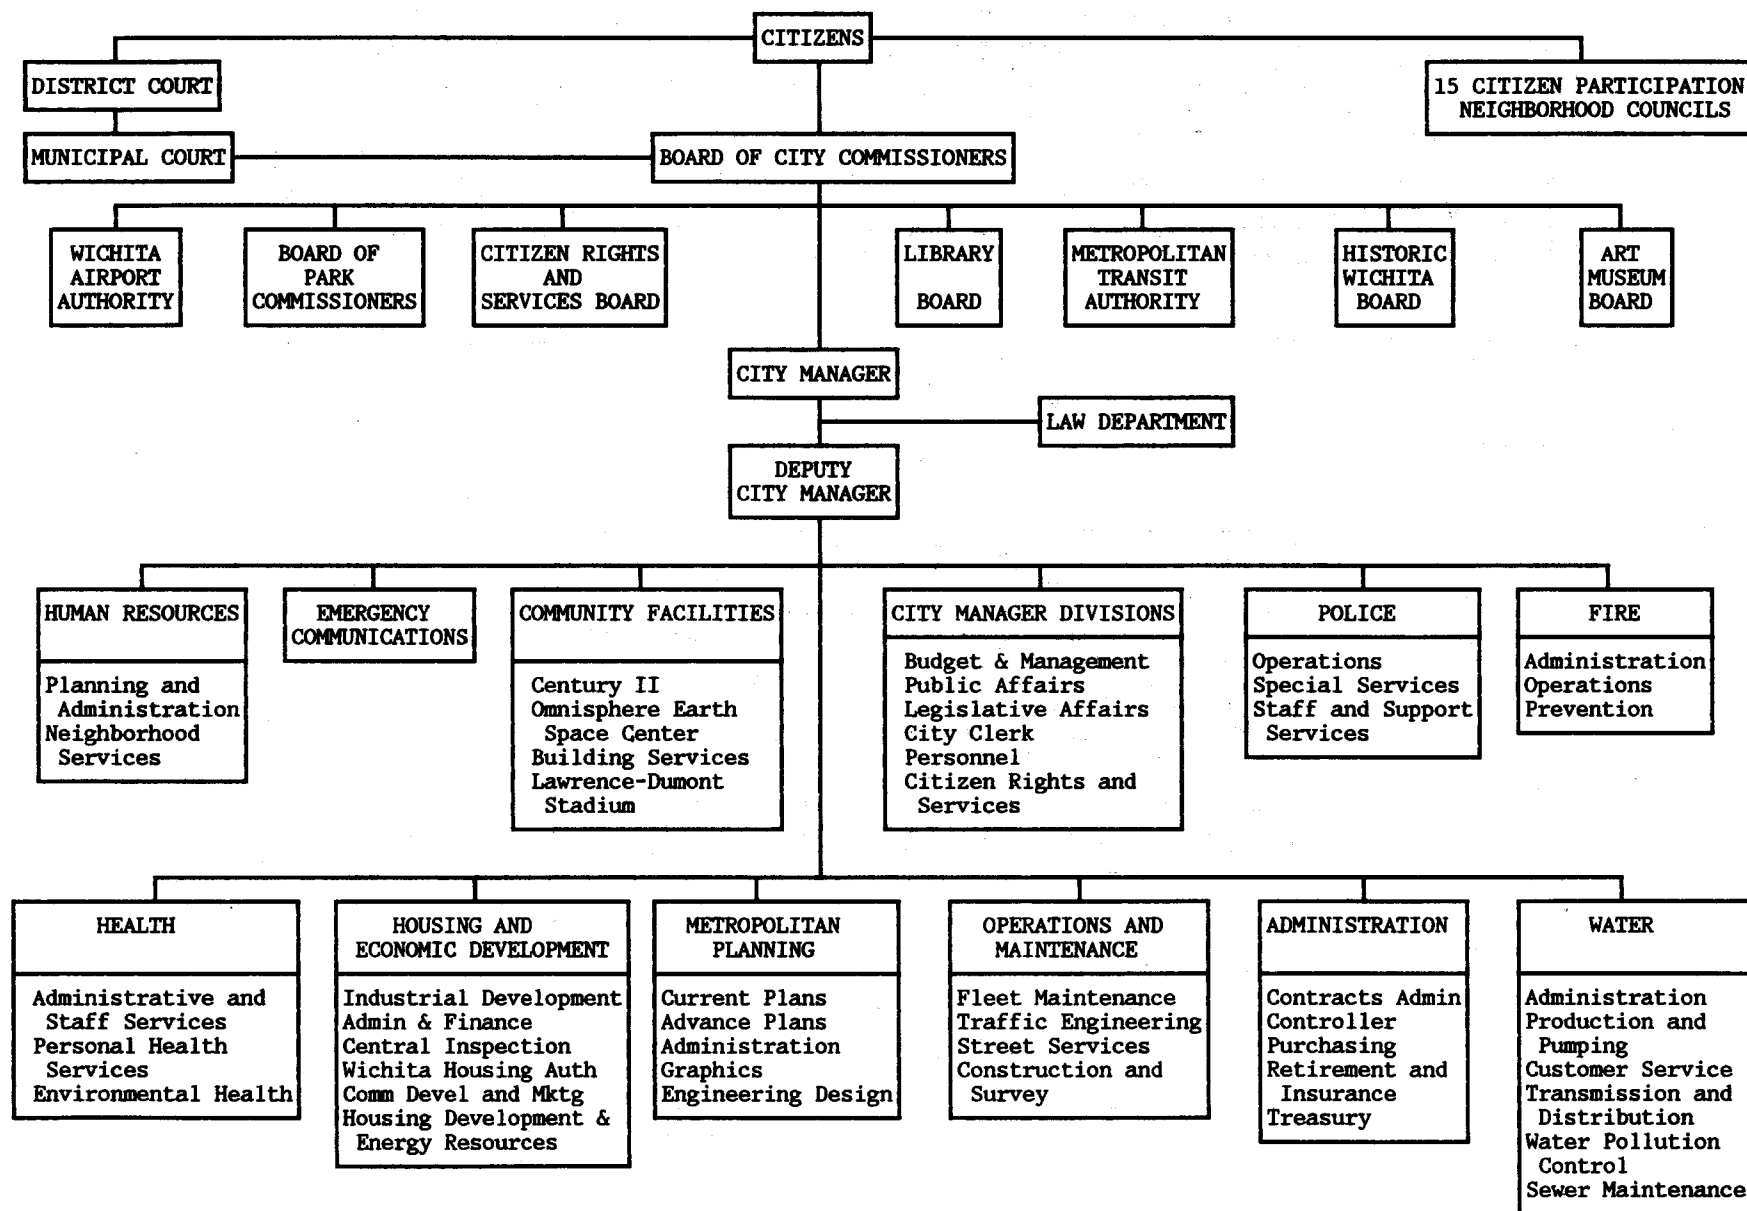 CITIZENS
DISTRICT COURT
15 CITIZEN PARTICIPATION
NEIGHBORHOOD COUNCILS
MUNICIPAL COURT
BOARD OF CITY COMMISSIONERS
WICHITA
AIRPORT
AUTHORITY
BOARD OF
PARK
COMMISSIONERS
CITIZEN RIGHTS
AND
SERVICES BOARD
LIBRARY
BOARD
METROPOLITAN
TRANSIT
AUTHORITY
HISTORIC
WICHITA
BOARD
ART
MUSEUM
BOARD
CITY MANAGER
LAW DEPARTMENT
DEPUTY
CITY MANAGER
HUMAN RESOURCES
Planning and
Administration
Neighborhood
Services
EMERGENCY
COMMUNICATIONS
COMMUNITY FACILITIES
Century II
Omnisphere Earth
Space Center
Building Services
Lawrence-Dumont
Stadium
CITY MANAGER DIVISIONS
Budget & Management
Public Affairs
Legislative Affairs
City Clerk
Personnel
Citizen Rights and
Services
POLICE
Operations
Special Services
Staff and Support
Services
FIRE
Administration
Operations
Prevention
HEALTH
Administrative and
Staff Services
Personal Health
Services
Environmental Health
HOUSING AND
ECONOMIC DEVELOPMENT
Industrial Development
Admin & Finance
Central Inspection
Wichita Housing Auth
Comm Devel and Mktg
Housing Development &
Energy Resources
METROPOLITAN
PLANNING
Current Plans
Advance Plans
Administration
Graphics
Engineering Design
OPERATIONS AND
MAINTENANCE
Fleet Maintenance
Traffic Engineering
Street Services
Construction and
Survey
ADMINISTRATION
Contracts Admin
Controller
Purchasing
Retirement and
Insurance
Treasury
WATER
Administration
Production and
Pumping
Customer Service
Transmission and
Distribution
Water Pollution
Control
Sewer Maintenance